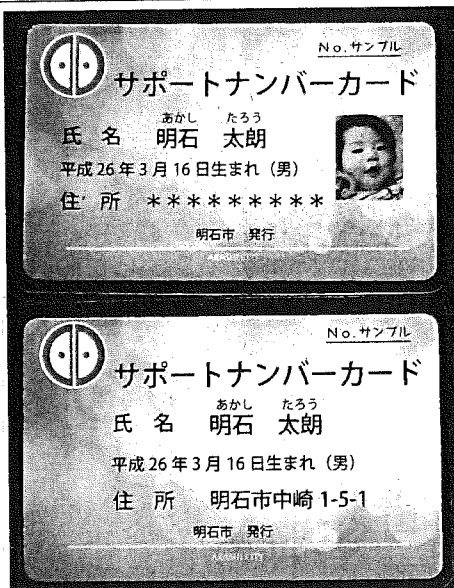 No.サンプル
サポートナンバーカード
あかし たろう
氏 名 明石 太朗
平成26年3月16日生まれ（男）
住 所 ＊＊＊＊＊＊＊＊＊
明石市 発行
AKASHI CITY
No.サンプル
サポートナンバーカード
あかし たろう
氏 名 明石 太朗
平成26年3月16日生まれ（男）
住 所 明石市中崎 1-5-1
明石市 発行
AKASHI CITY